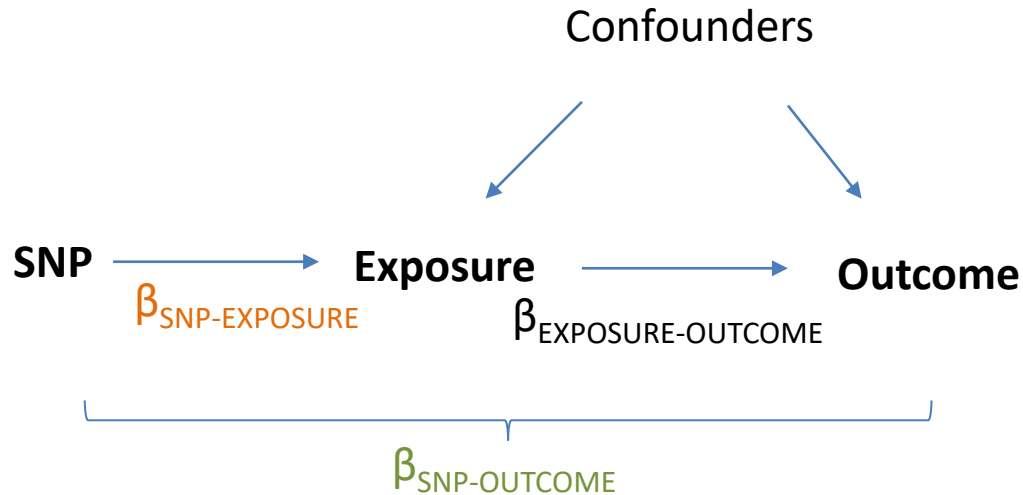 Confounders
SNP
Exposure
Outcome
βSNP-EXPOSURE
βEXPOSURE-OUTCOME
βSNP-OUTCOME